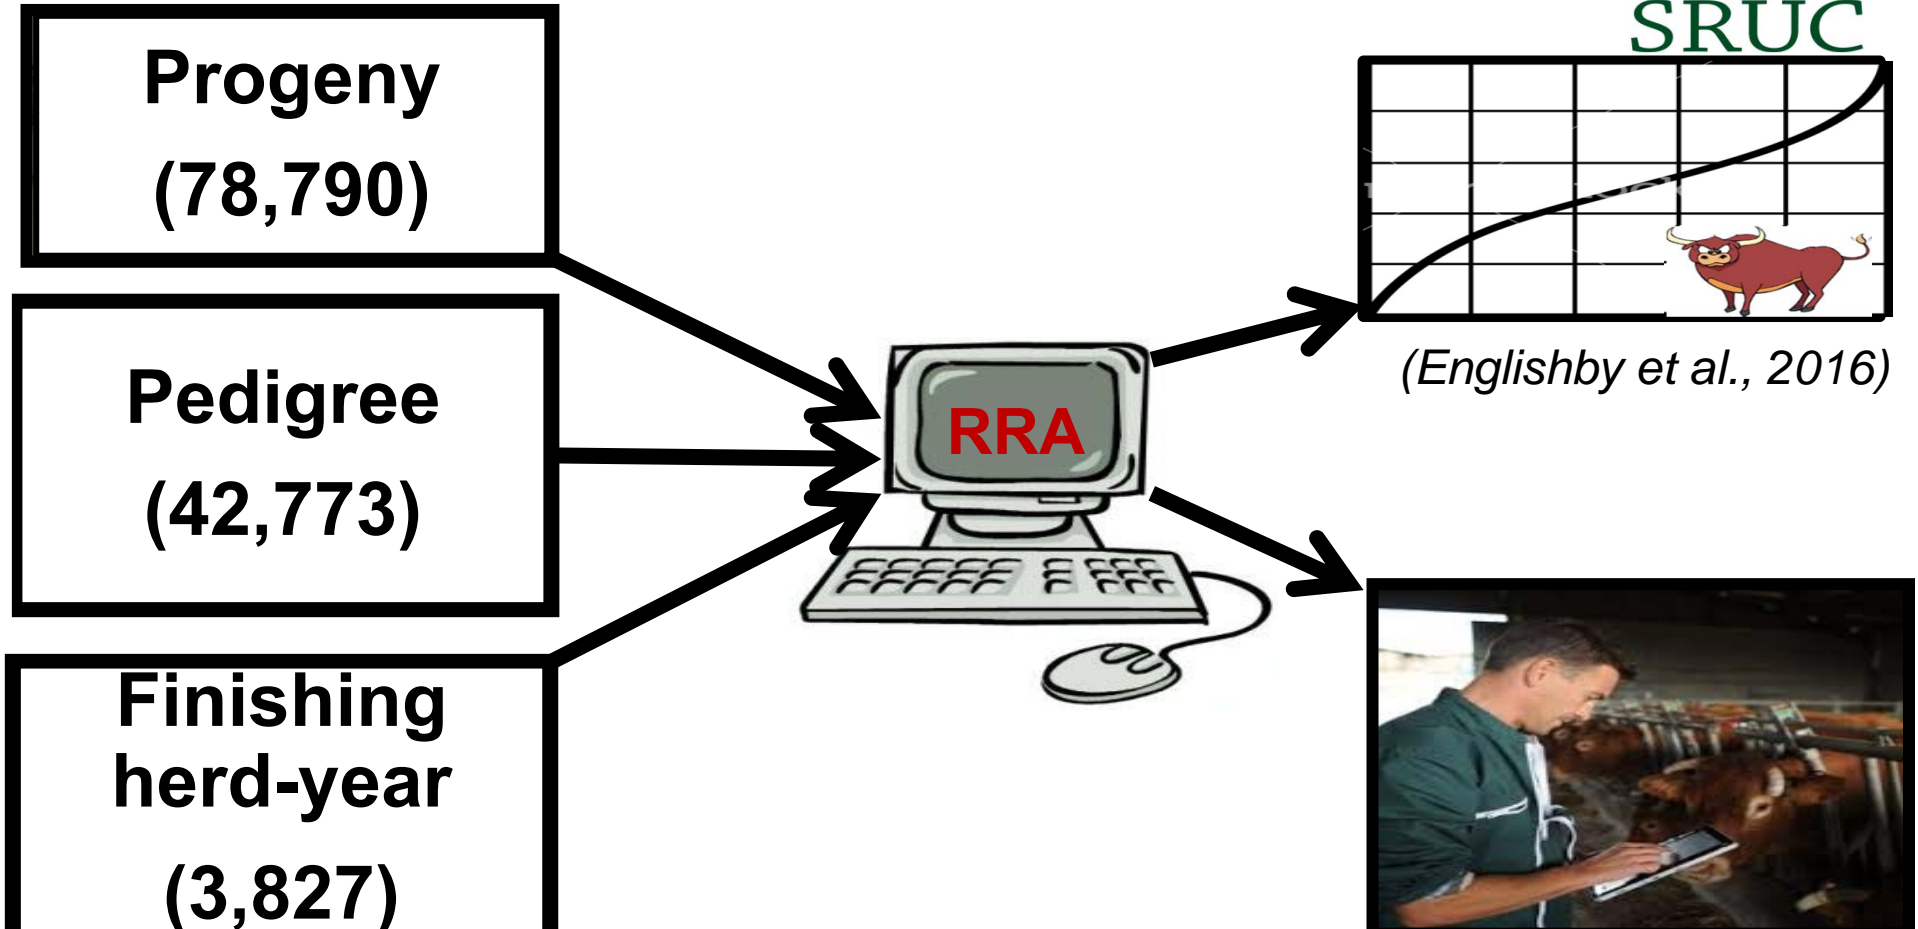 SRUC
Progeny
(78,790)
Pedigree
(42,773)
Finishing
herd-year
(3,827)
RRA
(Englishby et al., 2016)